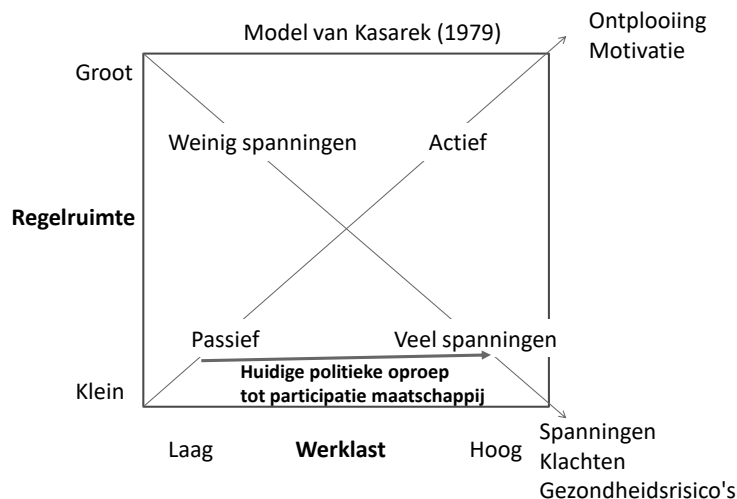 Model van Kasarek (1979)
Ontplooiing
Motivatie
Groot
Weinig spanningen
Actief
Regelruimte
Passief
Veel spanningen
Huidige politieke oproep
tot participatie maatschappij
Klein
Laag
Werklast
Hoog
Spanningen
Klachten
Gezondheidsrisico's